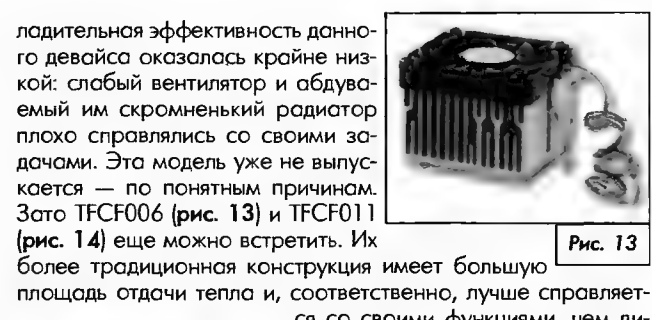 ладительная эффективность данно-
го девайса оказалась крайне низ-
кой: слабый вентилятор и абдува-
емый им скромненький радиатор
плохо справлялись со своими за-
дачами. Эта модель уже не выпус-
кается — по понятным причинам.
Зато TFCF006 (рис. 13) и TFCF011
(рис. 14) еще можно встретить. Их
Рис. 13
более традиционная конструкция имеет большую
площадь отдачи тепла и, соответственно, лучше справляет-
ся со своими функциями, чем ди-